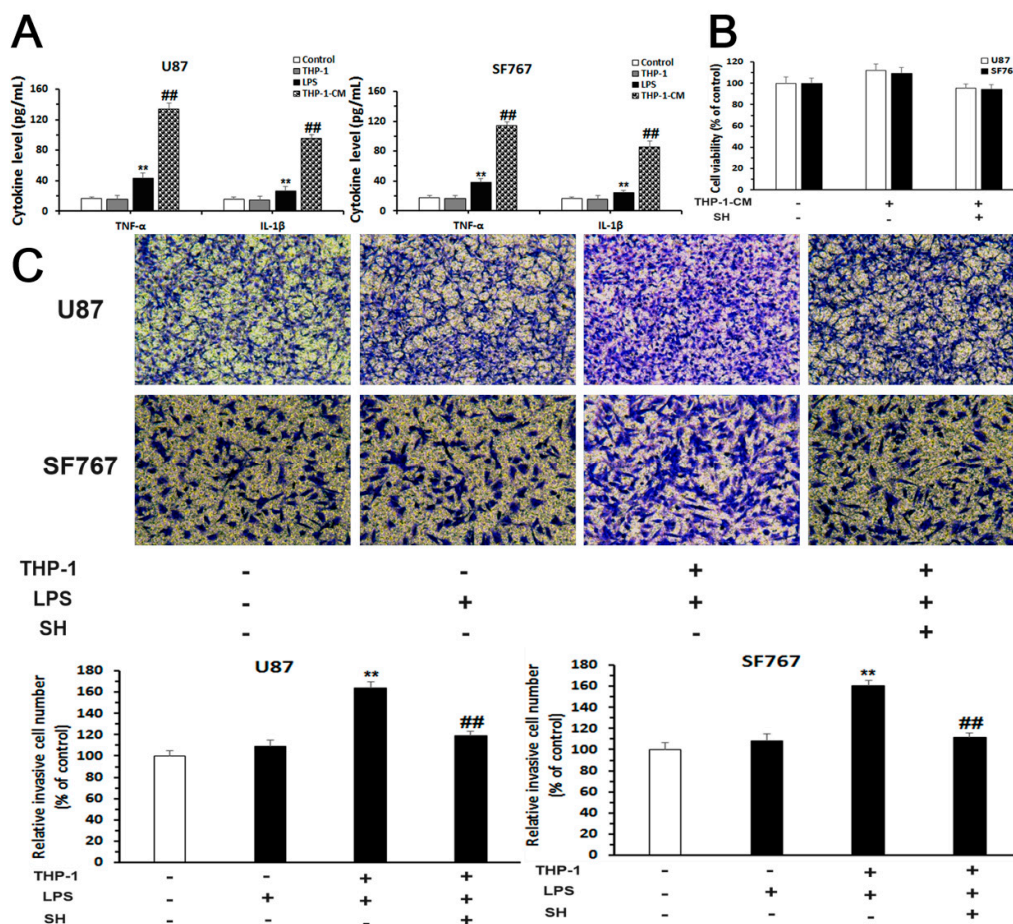 A
U87
Control
THP-1
LPS
THP-1-CM
Cytokine level (pg/mL)
160
120
80
40
0
##
##
**
**
TNF-α
IL-1β
SF767
Control
THP-1
LPS
THP-1-CM
Cytokine level (pg/mL)
160
120
80
40
0
##
##
**
**
TNF-α
IL-1β
B
U87
SF76
Cell viability (% of control)
120
100
80
60
40
20
0
THP-1-CM - + +
SH - - +
C
U87
SF767
THP-1 - - + +
LPS - + + +
SH - - - +
U87
Relative invasive cell number
(% of control)
180
160
140
120
100
80
60
40
20
0
**
##
THP-1 - - + +
LPS - + + +
SH - - - +
SF767
Relative invasive cell number
(% of control)
180
160
140
120
100
80
60
40
20
0
**
##
THP-1 - - + +
LPS - + + +
SH - - - +